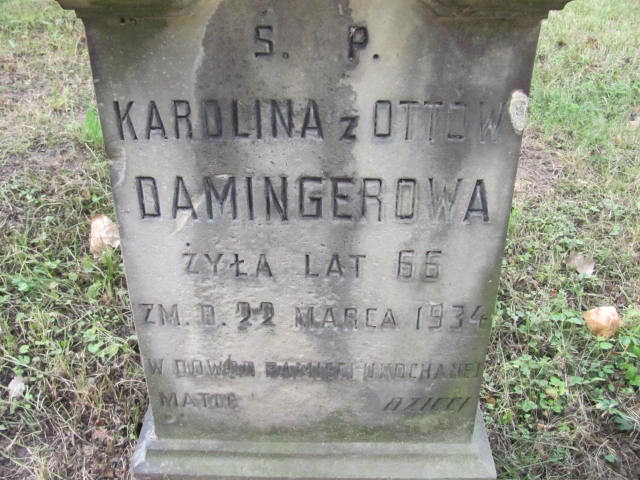 Ś. P.
KAROLINA z OTTÓW
DAMINGEROWA
ŻYŁA LAT 66
ZM. D. 22 MARCA 1934
W DOWÓD PAMIĘCI UKOCHANEJ
MATCE DZIECI